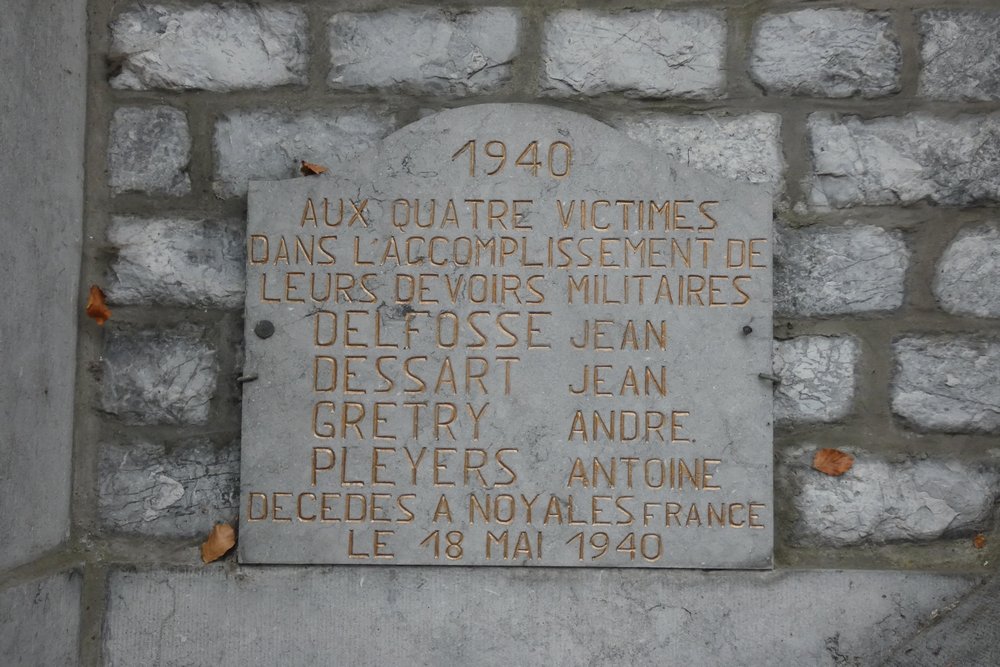 1940
AUX QUATRE VICTIMES
DANS L'ACCOMPLISSEMENT DE
LEURS DEVOIRS MILITAIRES
DELFOSSE JEAN
DESSART JEAN
GRETRY ANDRE.
PLEYERS ANTOINE
DECEDES A NOYALES FRANCE
LE 18 MAI 1940